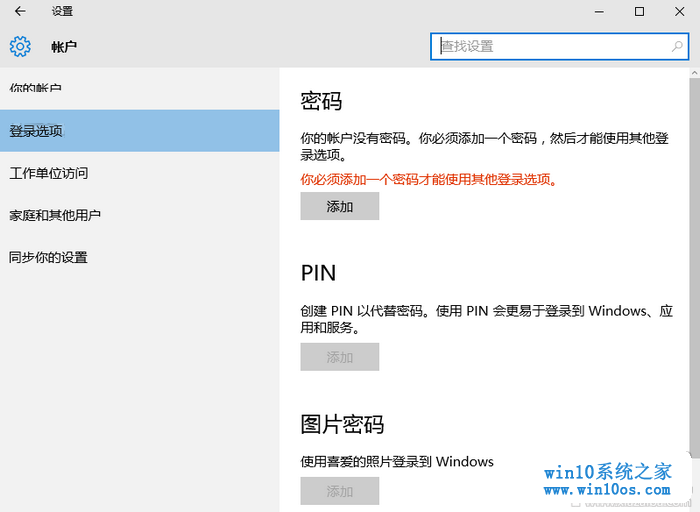 设置
帐户
查找设置
你的帐户
登录选项
工作单位访问
家庭和其他用户
同步你的设置
密码
你的帐户没有密码。你必须添加一个密码，然后才能使用其他登
录选项。
你必须添加一个密码才能使用其他登录选项。
添加
PIN
创建 PIN 以代替密码。使用 PIN 会更易于登录到 Windows、应
用和服务。
添加
图片密码
使用喜爱的照片登录到 Windows
添加
win10系统之家
www.win10os.com